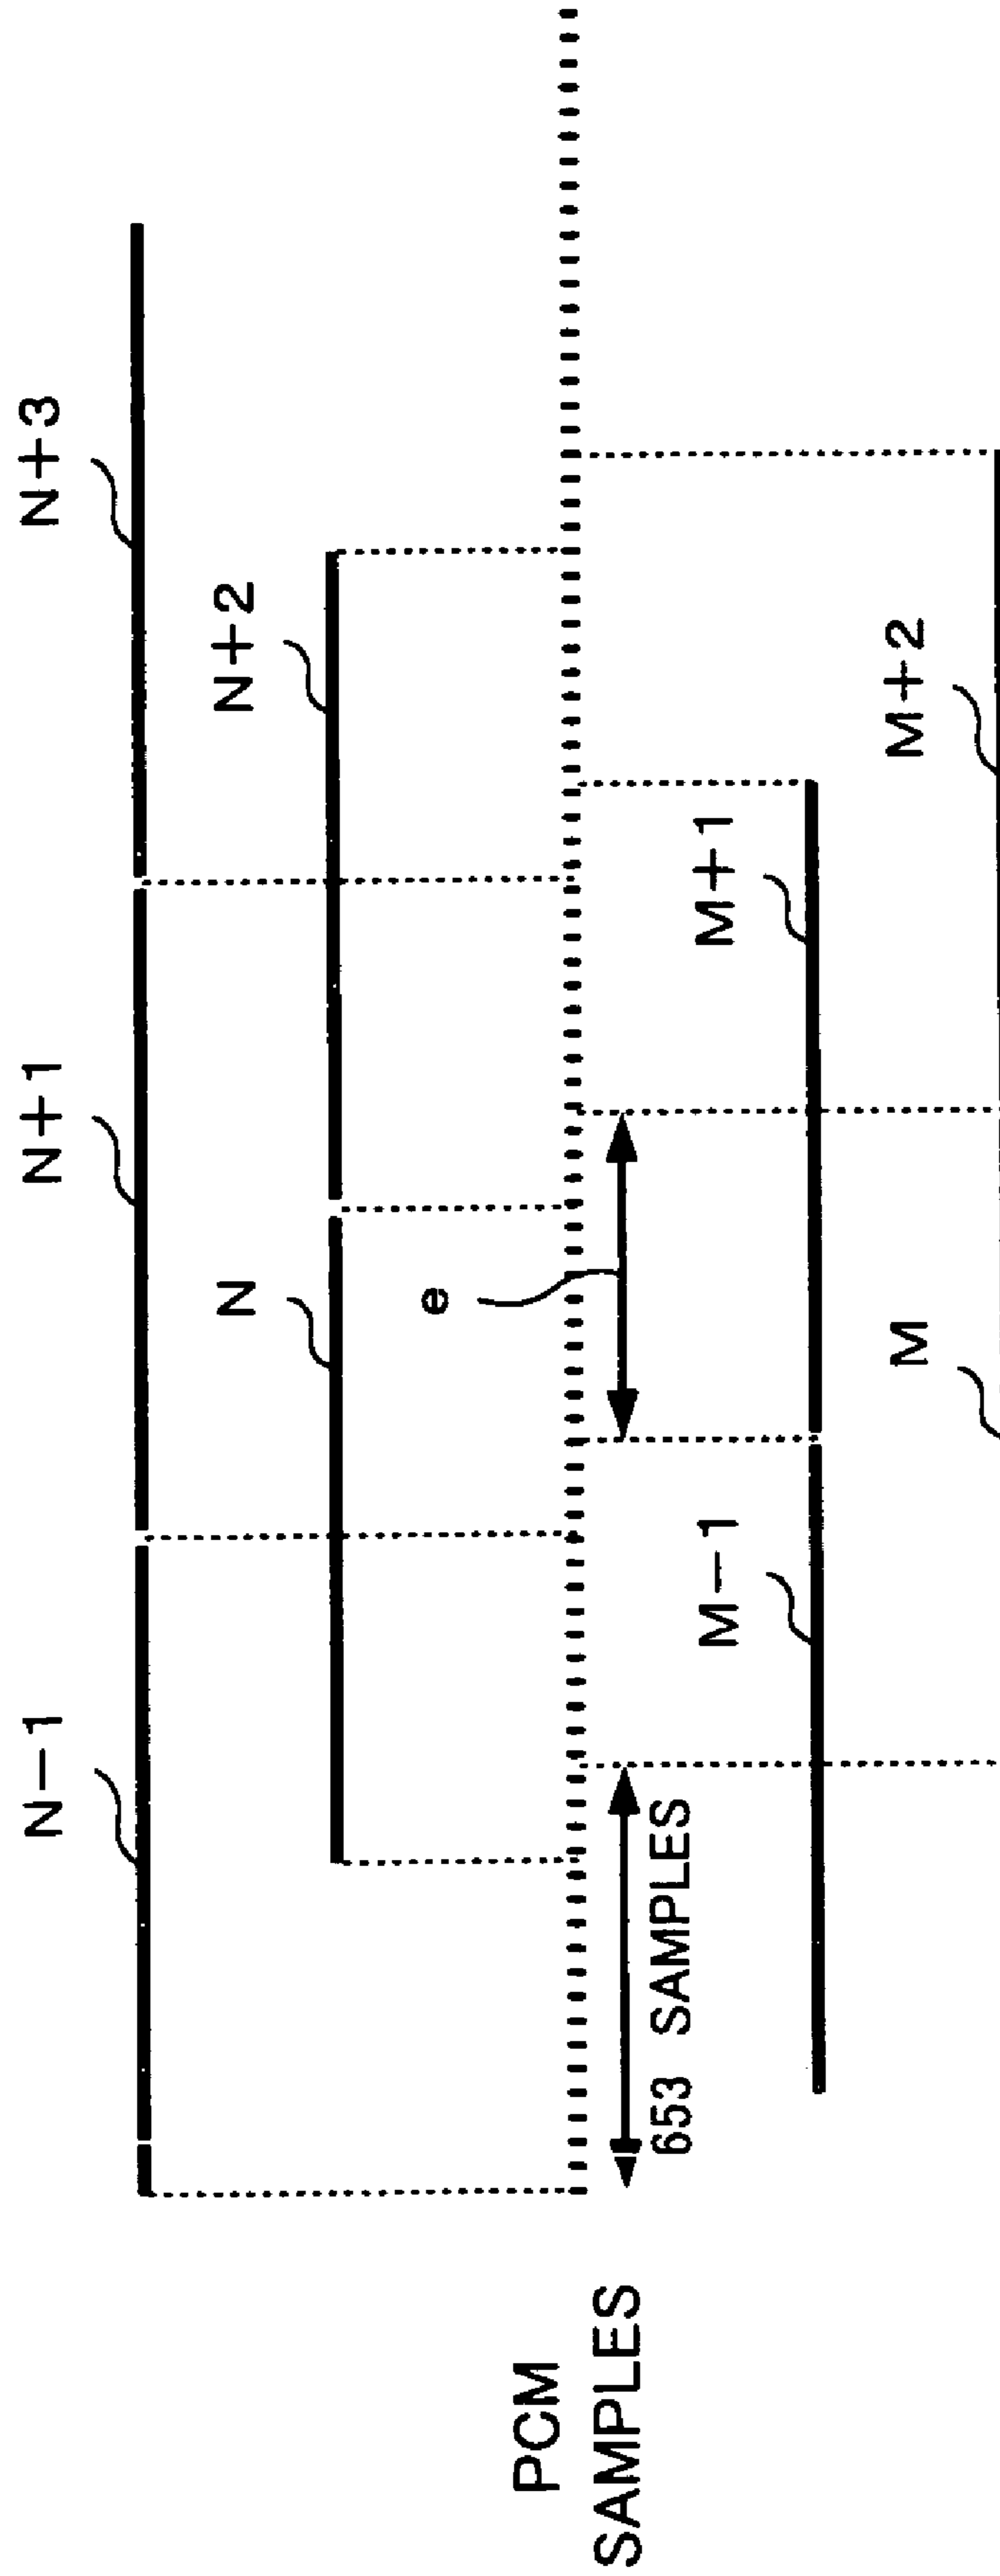 N-1
N+1
N+3
N
N+2
e
PCM
SAMPLES
653 SAMPLES
M-1
M+1
M
M+2